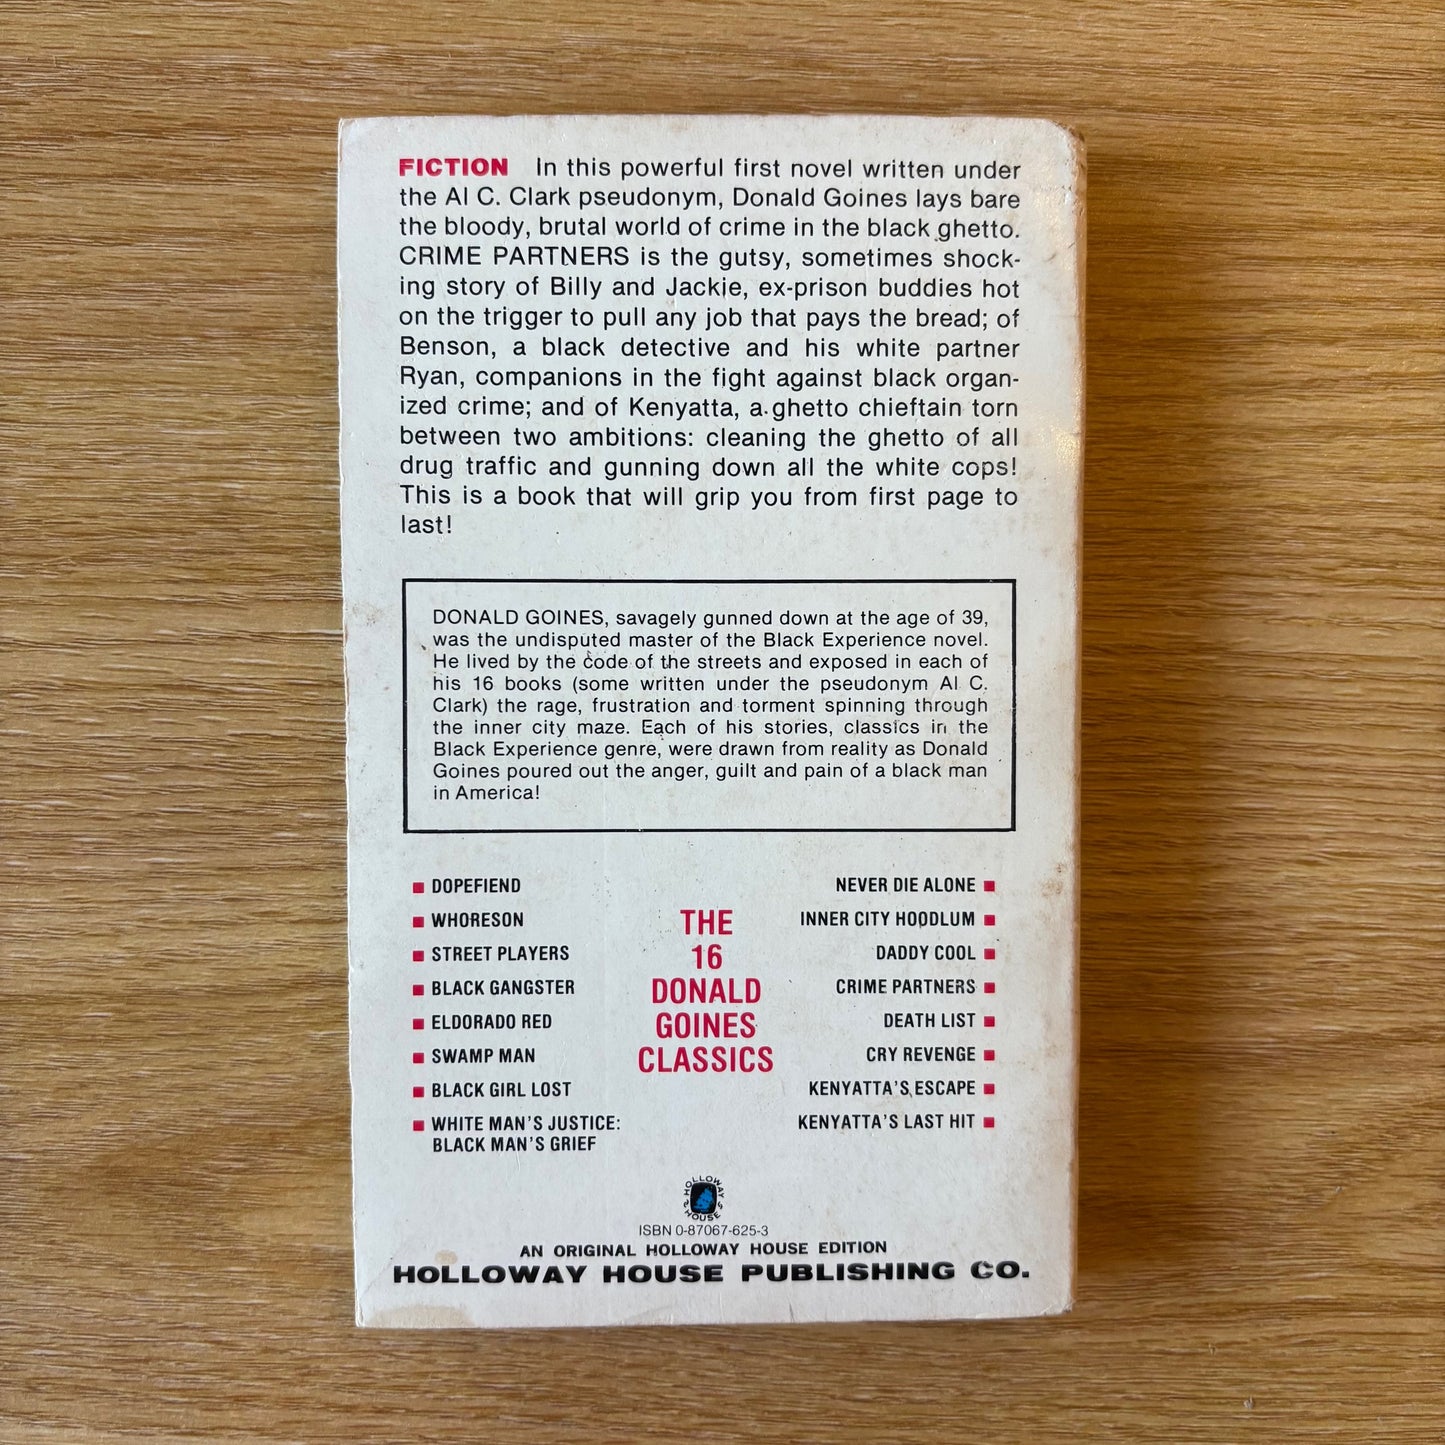 FICTION In this powerful first novel written under
the Al C. Clark pseudonym, Donald Goines lays bare
the bloody, brutal world of crime in the black ghetto.
CRIME PARTNERS is the gutsy, sometimes shock-
ing story of Billy and Jackie, ex-prison buddies hot
on the trigger to pull any job that pays the bread; of
Benson, a black detective and his white partner
Ryan, companions in the fight against black organ-
ized crime; and of Kenyatta, a ghetto chieftain torn
between two ambitions: cleaning the ghetto of all
drug traffic and gunning down all the white cops!
This is a book that will grip you from first page to
last!
DONALD GOINES, savagely gunned down at the age of 39,
was the undisputed master of the Black Experience novel.
He lived by the code of the streets and exposed in each of
his 16 books (some written under the pseudonym Al C.
Clark) the rage, frustration and torment spinning through
the inner city maze. Each of his stories, classics in the
Black Experience genre, were drawn from reality as Donald
Goines poured out the anger, guilt and pain of a black man
in America!
DOPEFIEND
WHORESON
STREET PLAYERS
BLACK GANGSTER
ELDORADO RED
SWAMP MAN
BLACK GIRL LOST
WHITE MAN'S JUSTICE:
BLACK MAN'S GRIEF
THE
16
DONALD
GOINES
CLASSICS
NEVER DIE ALONE
INNER CITY HOODLUM
DADDY COOL
CRIME PARTNERS
DEATH LIST
CRY REVENGE
KENYATTA'S ESCAPE
KENYATTA'S LAST HIT
HOLLOWAY
HOUSE
ISBN 0-87067-625-3
AN ORIGINAL HOLLOWAY HOUSE EDITION
HOLLOWAY HOUSE PUBLISHING CO.